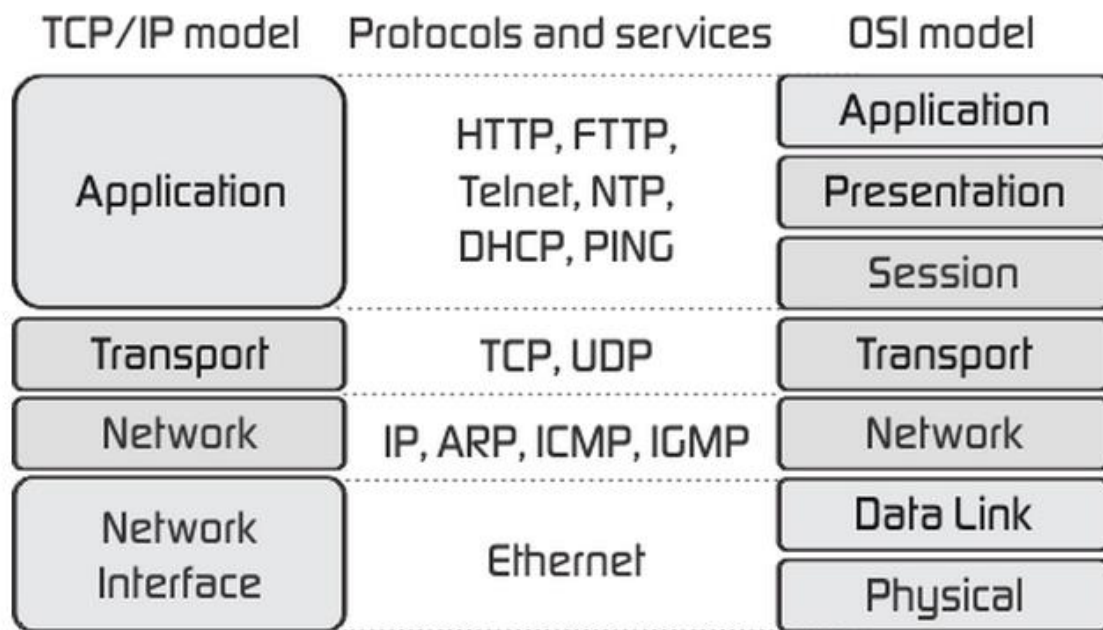 TCP/IP model Protocols and services OSI model
Application
HTTP, FTTP,
Telnet, NTP,
DHCP, PING
Application
Presentation
Session
Transport
TCP, UDP
Transport
Network
IP, ARP, ICMP, IGMP
Network
Network
Interface
Ethernet
Data Link
Physical